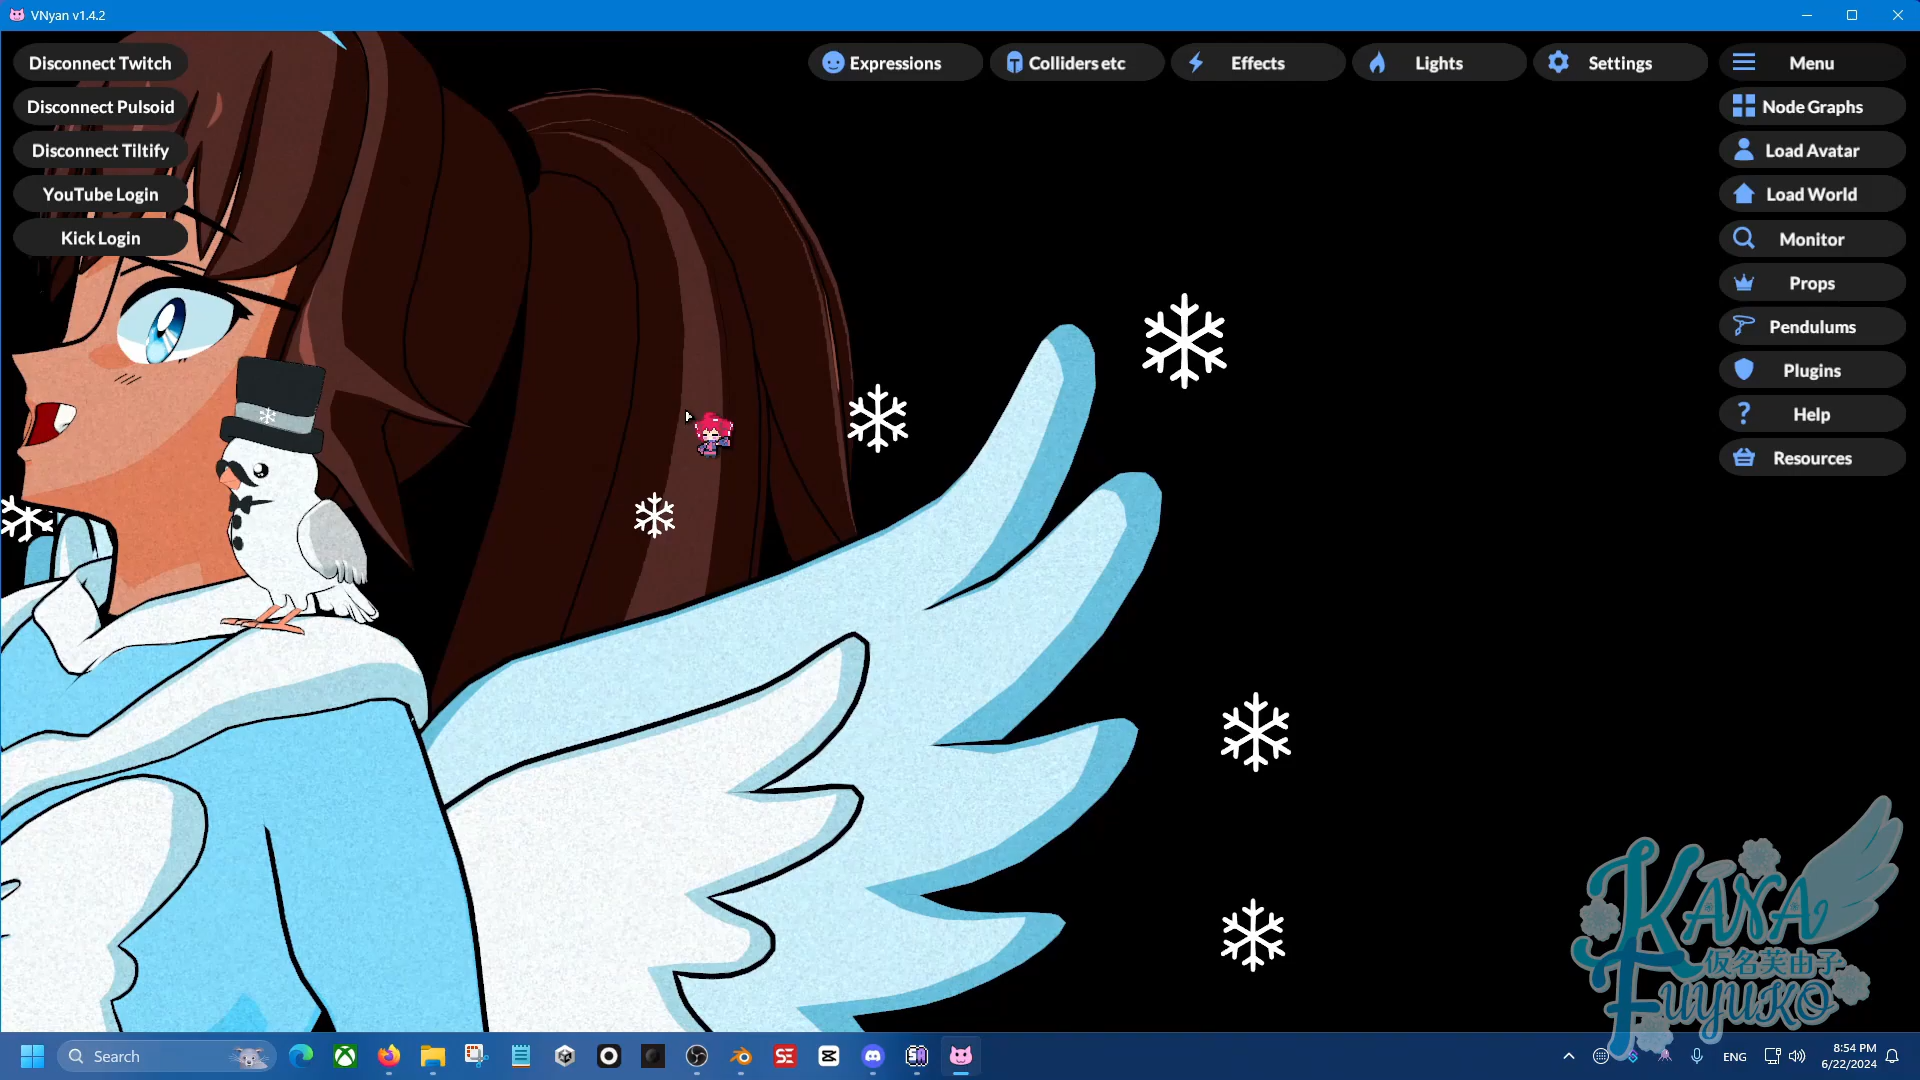 VNyan v1.4.2
Disconnect Twitch
Disconnect Pulsoid
Disconnect Tiltify
YouTube Login
Kick Login
Expressions
Colliders etc
Effects
Lights
Settings
Menu
Node Graphs
Load Avatar
Load World
Monitor
Props
Pendulums
Plugins
Help
Resources
KANA
仮名芙由子
FUYUKO
Search
SE
ENG
8:54 PM
6/22/2024